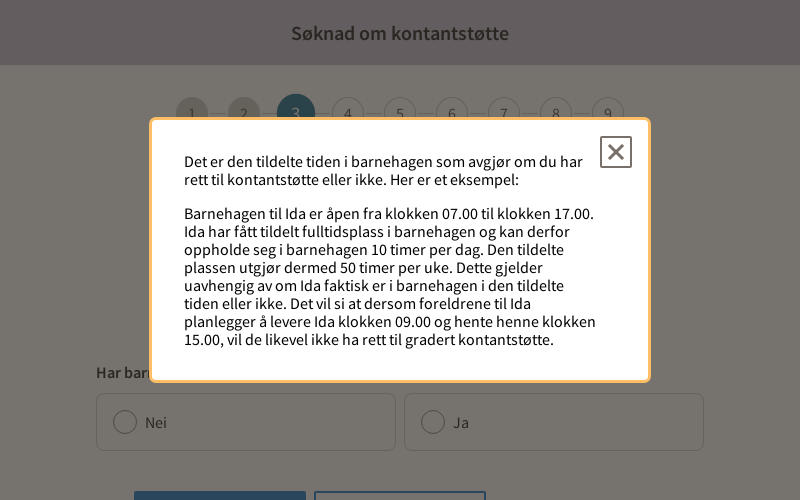 Søknad om kontantstøtte
1 2 3 4 5 6 7 8 9
Det er den tildelte tiden i barnehagen som avgjør om du har
rett til kontantstøtte eller ikke. Her er et eksempel:
Barnehagen til Ida er åpen fra klokken 07.00 til klokken 17.00.
Ida har fått tildelt fulltidsplass i barnehagen og kan derfor
oppholde seg i barnehagen 10 timer per dag. Den tildelte
plassen utgjør dermed 50 timer per uke. Dette gjelder
uavhengig av om Ida faktisk er i barnehagen i den tildelte
tiden eller ikke. Det vil si at dersom foreldrene til Ida
planlegger å levere Ida klokken 09.00 og hente henne klokken
15.00, vil de likevel ikke ha rett til gradert kontantstøtte.
Har
Nei
Ja